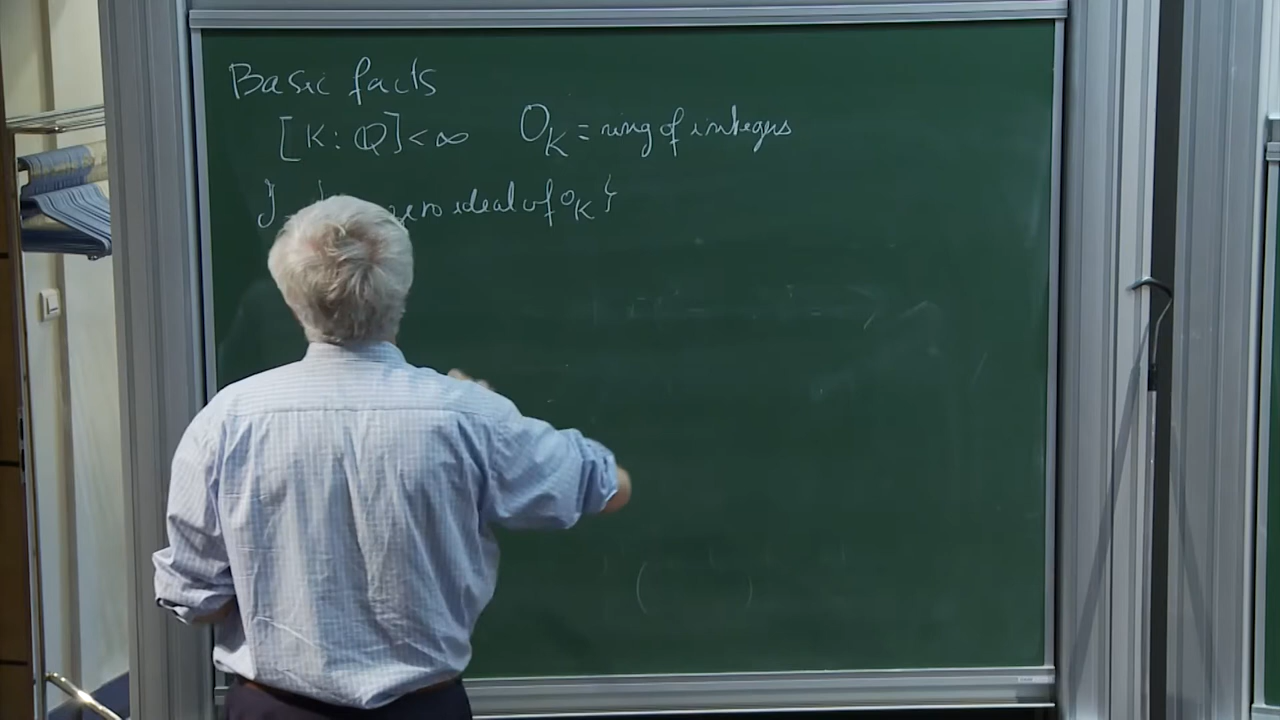 Basic facts
[K : ℚ] < ∞ O_K = ring of integers
J zero ideal of O_K }